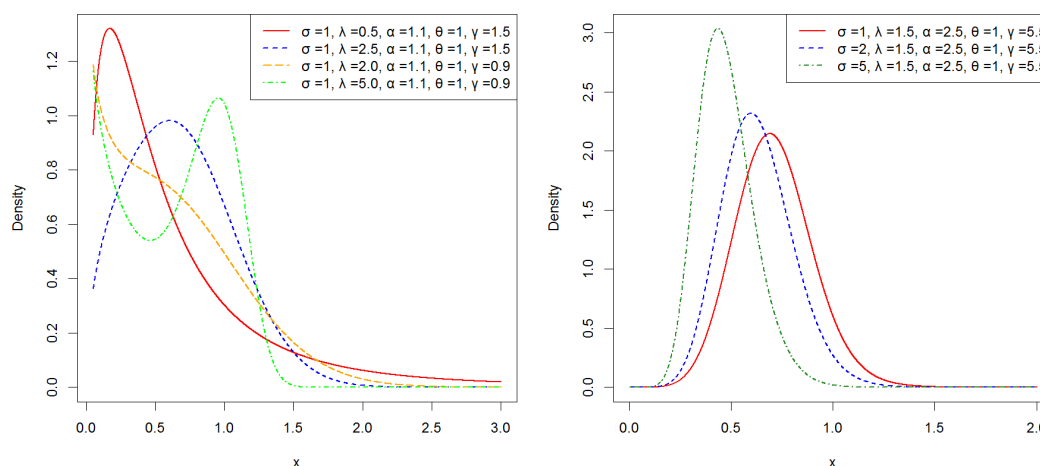 σ =1, λ =0.5, α =1.1, θ =1, γ =1.5
σ =1, λ =2.5, α =1.1, θ =1, γ =1.5
σ =1, λ =2.0, α =1.1, θ =1, γ =0.9
σ =1, λ =5.0, α =1.1, θ =1, γ =0.9
Density
0.0 0.2 0.4 0.6 0.8 1.0 1.2
0.0 0.5 1.0 1.5 2.0 2.5 3.0
x
σ =1, λ =1.5, α =2.5, θ =1, γ =5.5
σ =2, λ =1.5, α =2.5, θ =1, γ =5.5
σ =5, λ =1.5, α =2.5, θ =1, γ =5.5
Density
0.0 0.5 1.0 1.5 2.0 2.5 3.0
0.0 0.5 1.0 1.5 2.0
x